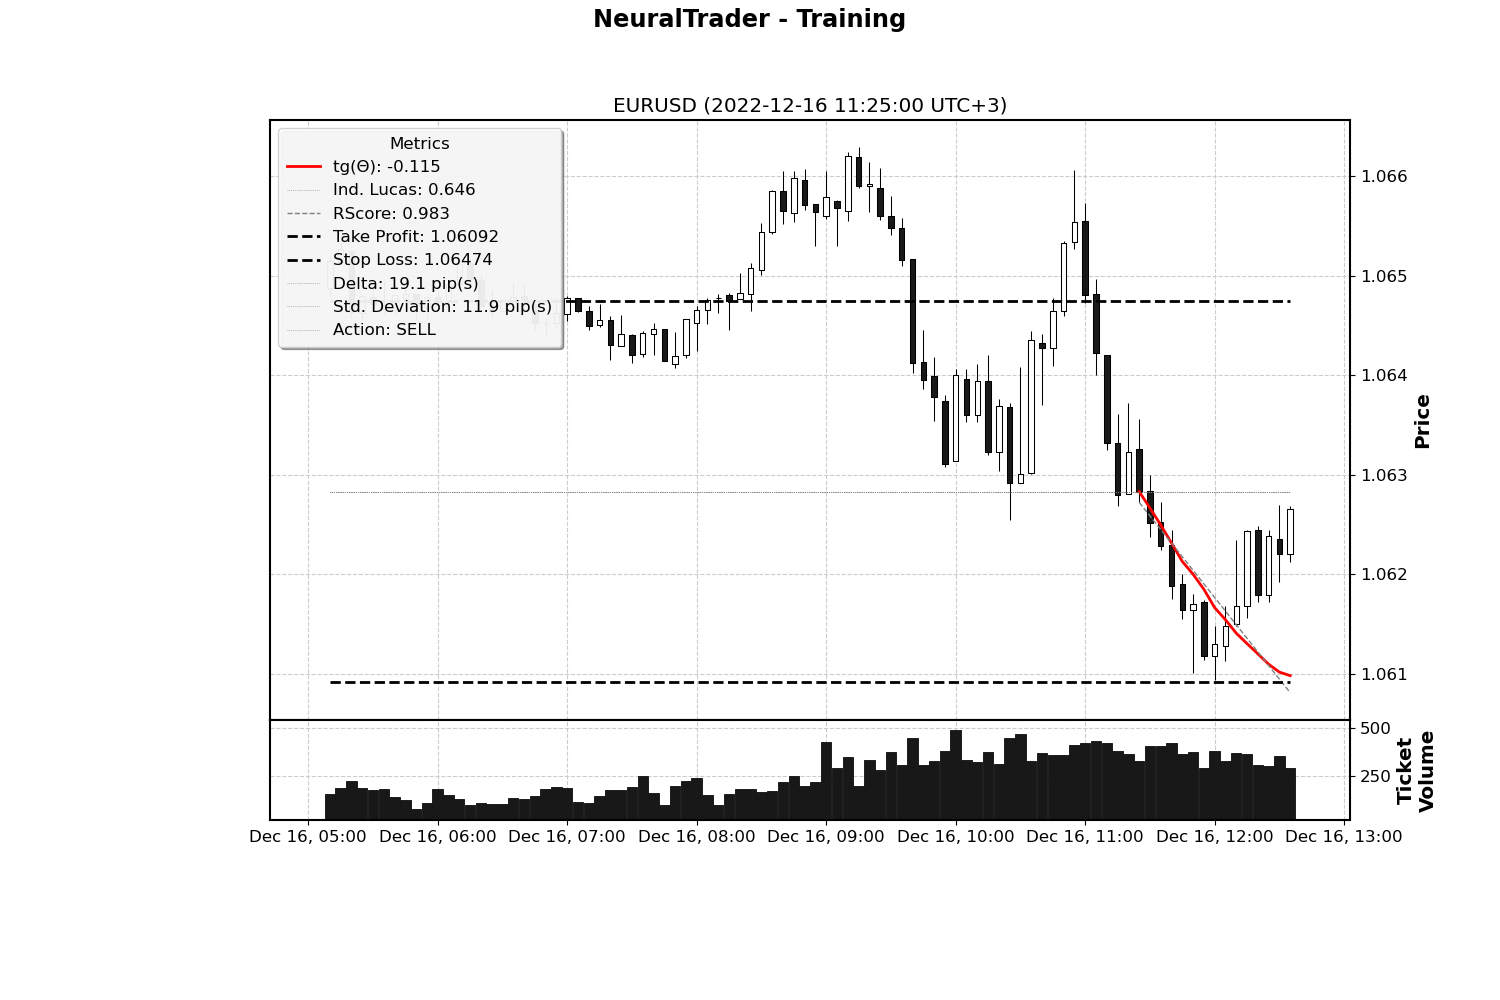 NeuralTrader - Training
EURUSD (2022-12-16 11:25:00 UTC+3)
Metrics
tg(Θ): -0.115
Ind. Lucas: 0.646
RScore: 0.983
Take Profit: 1.06092
Stop Loss: 1.06474
Delta: 19.1 pip(s)
Std. Deviation: 11.9 pip(s)
Action: SELL
1.066
1.065
1.064
1.063
1.062
1.061
Price
500
250
Ticket
Volume
Dec 16, 05:00
Dec 16, 06:00
Dec 16, 07:00
Dec 16, 08:00
Dec 16, 09:00
Dec 16, 10:00
Dec 16, 11:00
Dec 16, 12:00
Dec 16, 13:00